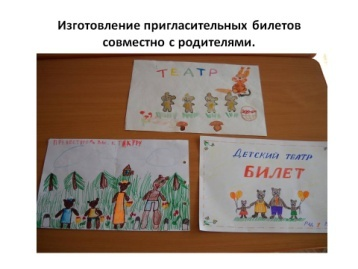 Изготовление пригласительных билетов
совместно с родителями.
ТЕАТР
ДЕТСКИЙ ТЕАТР
БИЛЕТ